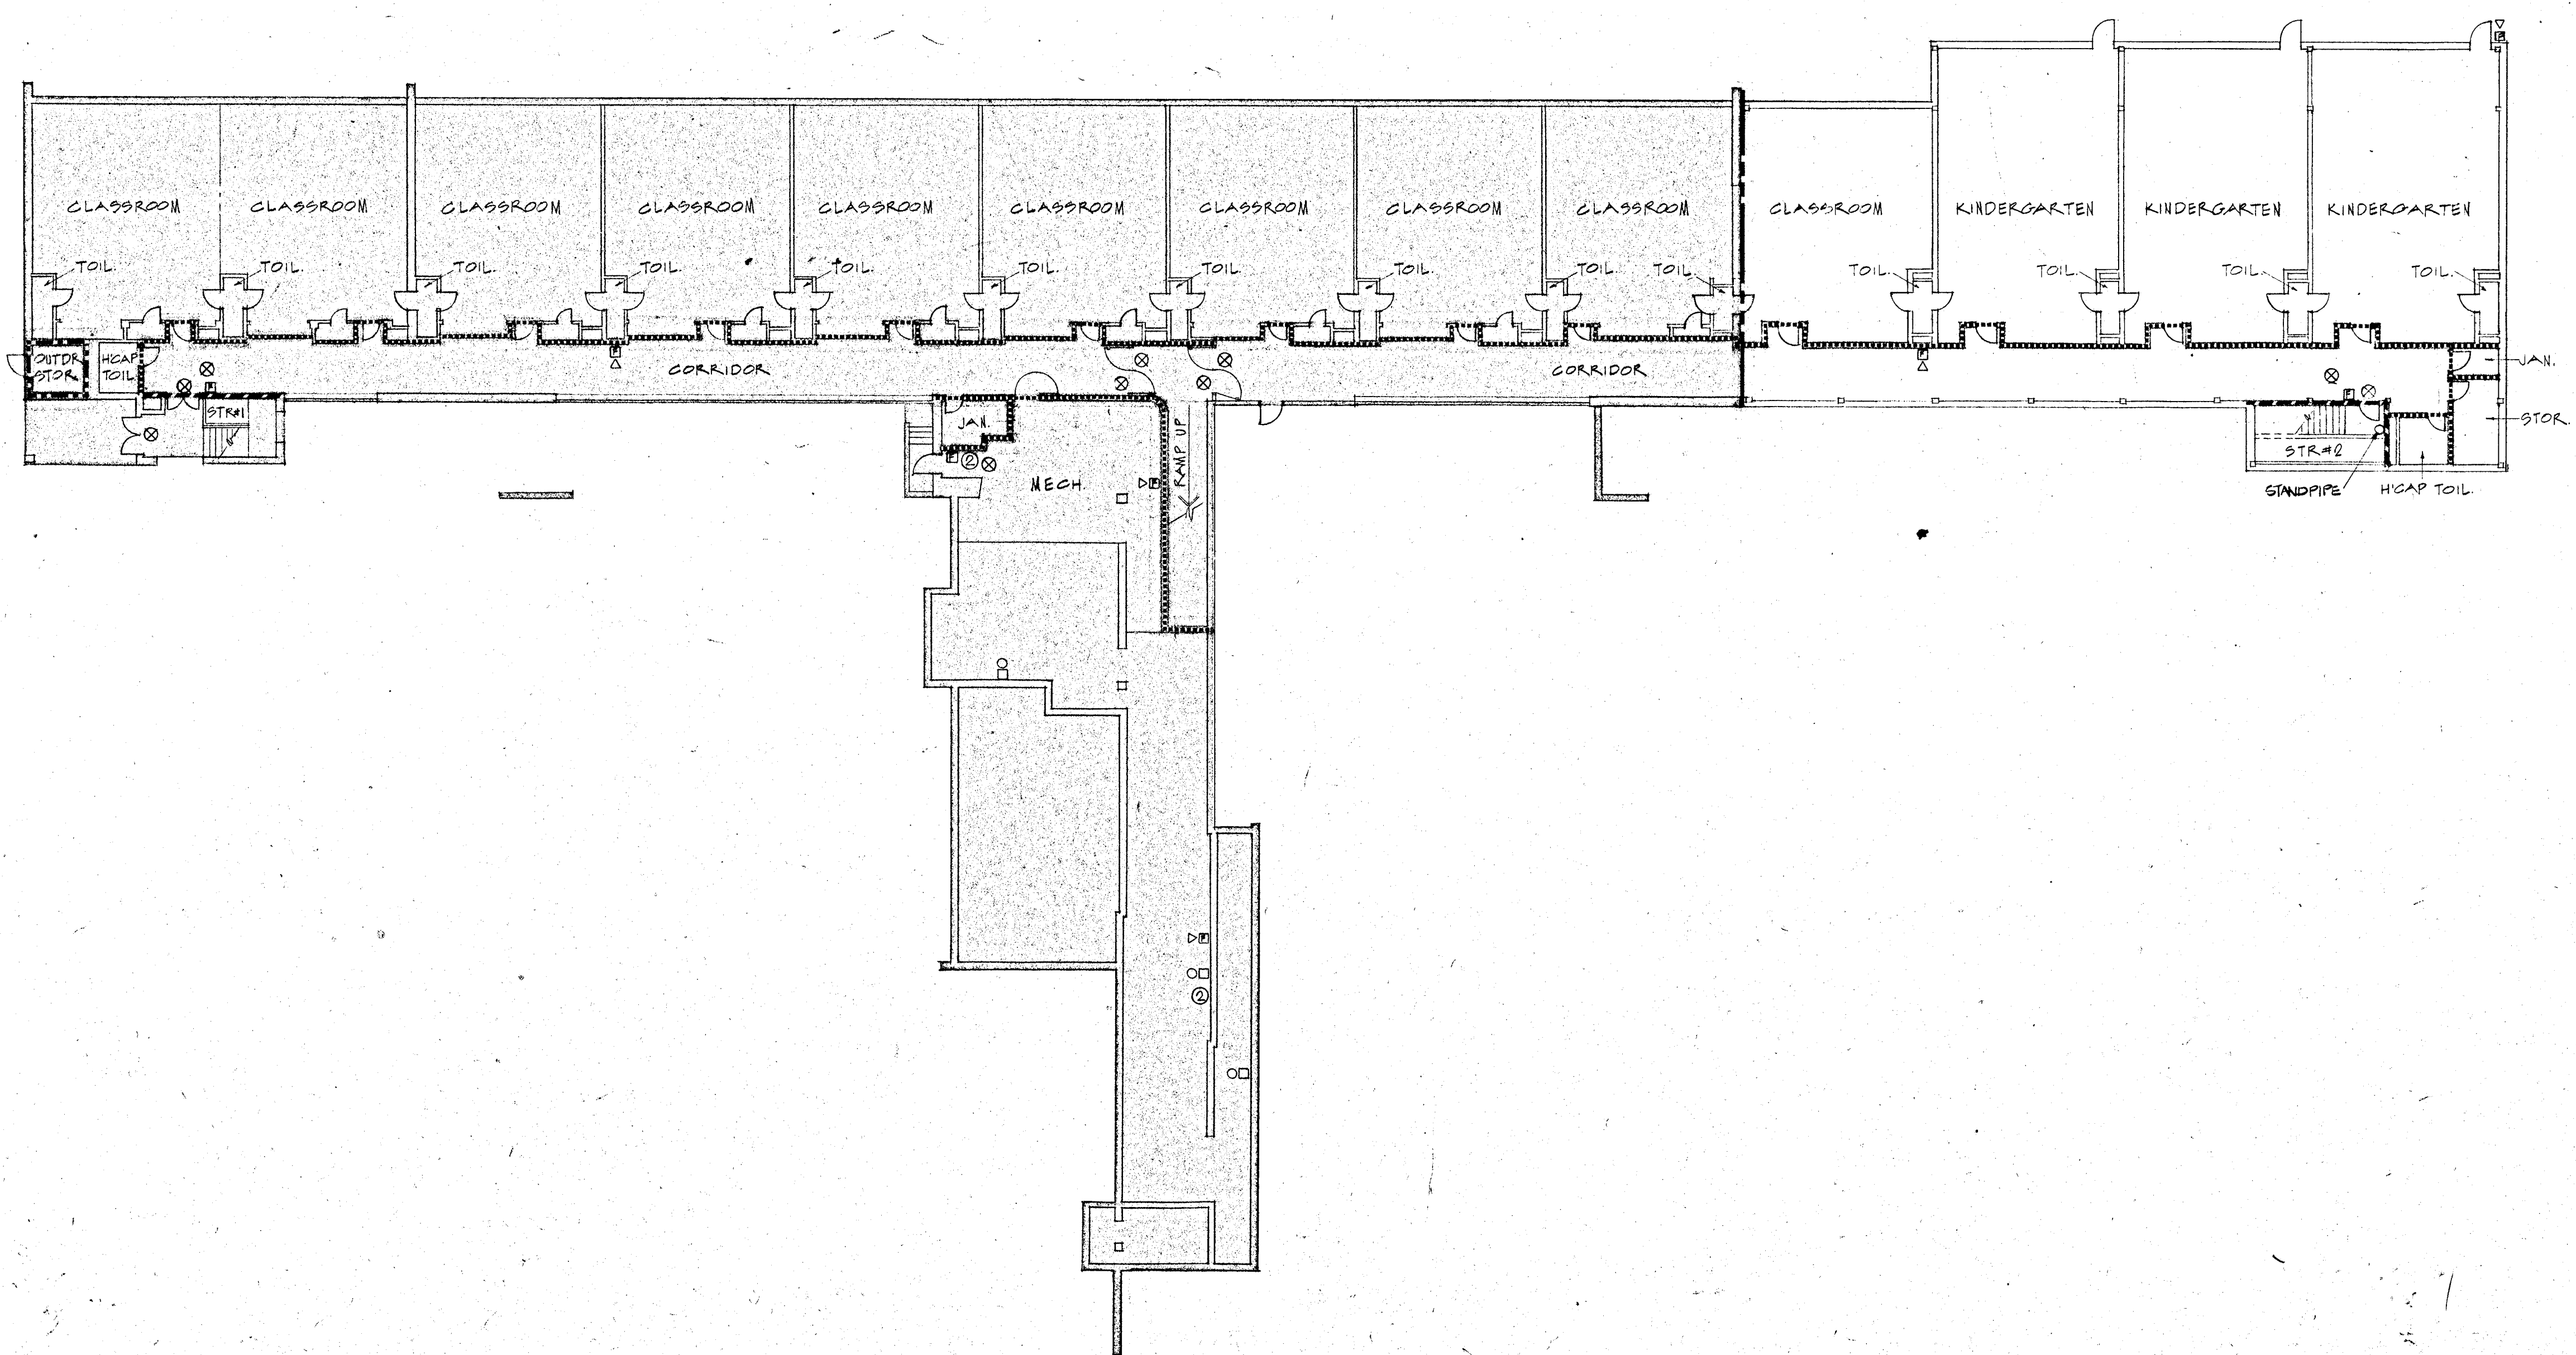 CLASSROOM
CLASSROOM
CLASSROOM
CLASSROOM
CLASSROOM
CLASSROOM
CLASSROOM
CLASSROOM
CLASSROOM
CLASSROOM
KINDERGARTEN
KINDERGARTEN
KINDERGARTEN
TOIL.
TOIL.
TOIL.
TOIL.
TOIL.
TOIL.
TOIL.
TOIL.
TOIL.
TOIL.
TOIL.
TOIL.
TOIL.
TOIL.
OUTDR
STOR.
H'CAP
TOIL.
CORRIDOR
CORRIDOR
JAN.
STR#1
JAN.
RAMP UP
STOR.
STR#2
MECH.
2
STANDPIPE
H'CAP TOIL.
2